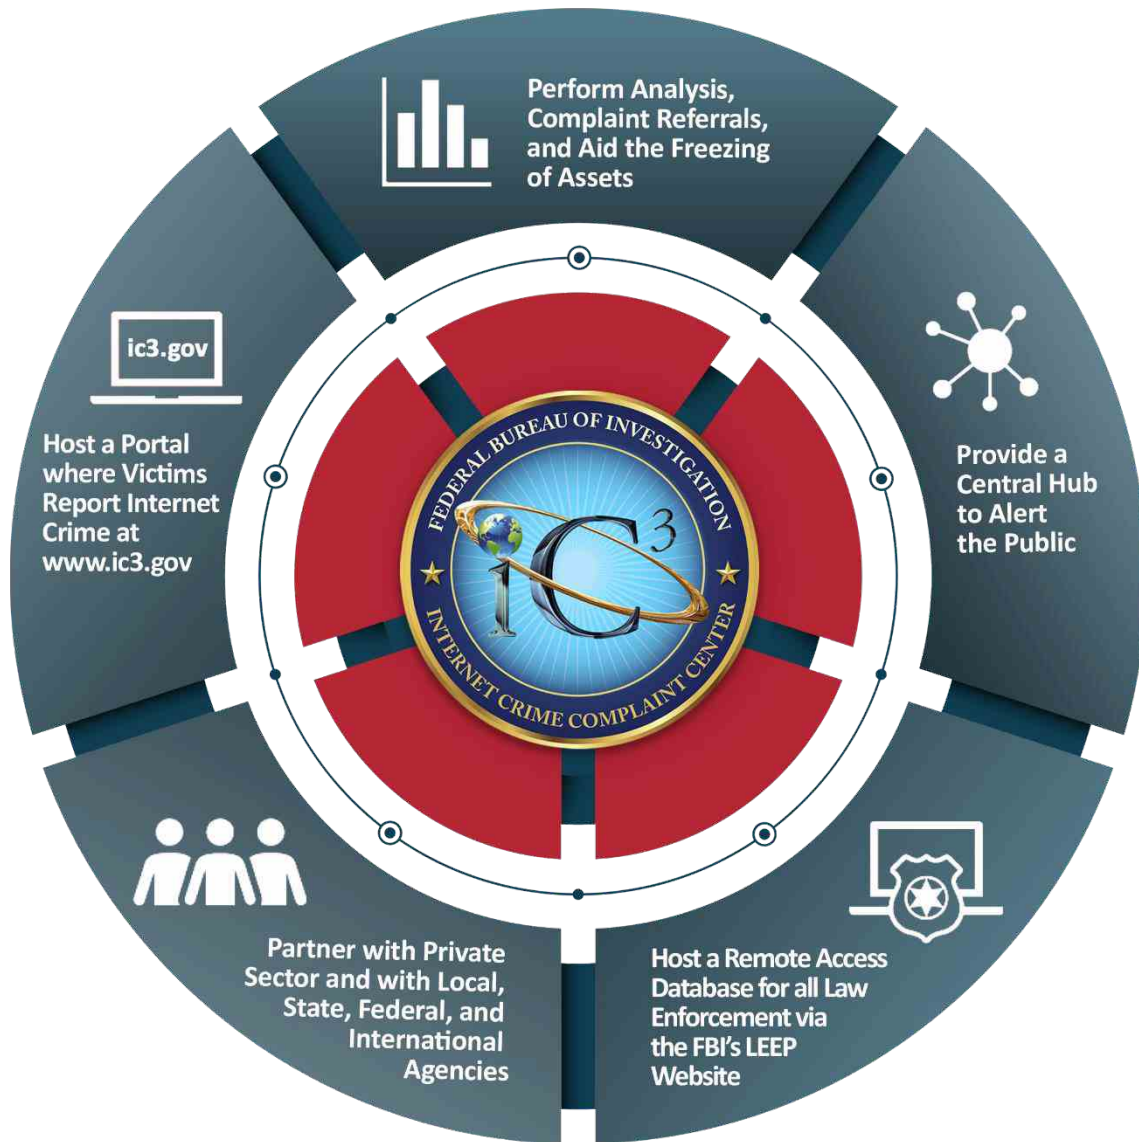 Perform Analysis,
Complaint Referrals,
and Aid the Freezing
of Assets
ic3.gov
Host a Portal
where Victims
Report Internet
Crime at
www.ic3.gov
Provide a
Central Hub
to Alert
the Public
FEDERAL BUREAU OF INVESTIGATION
iC3
INTERNET CRIME COMPLAINT CENTER
Partner with Private
Sector and with Local,
State, Federal, and
International
Agencies
Host a Remote Access
Database for all Law
Enforcement via
the FBI's LEEP
Website